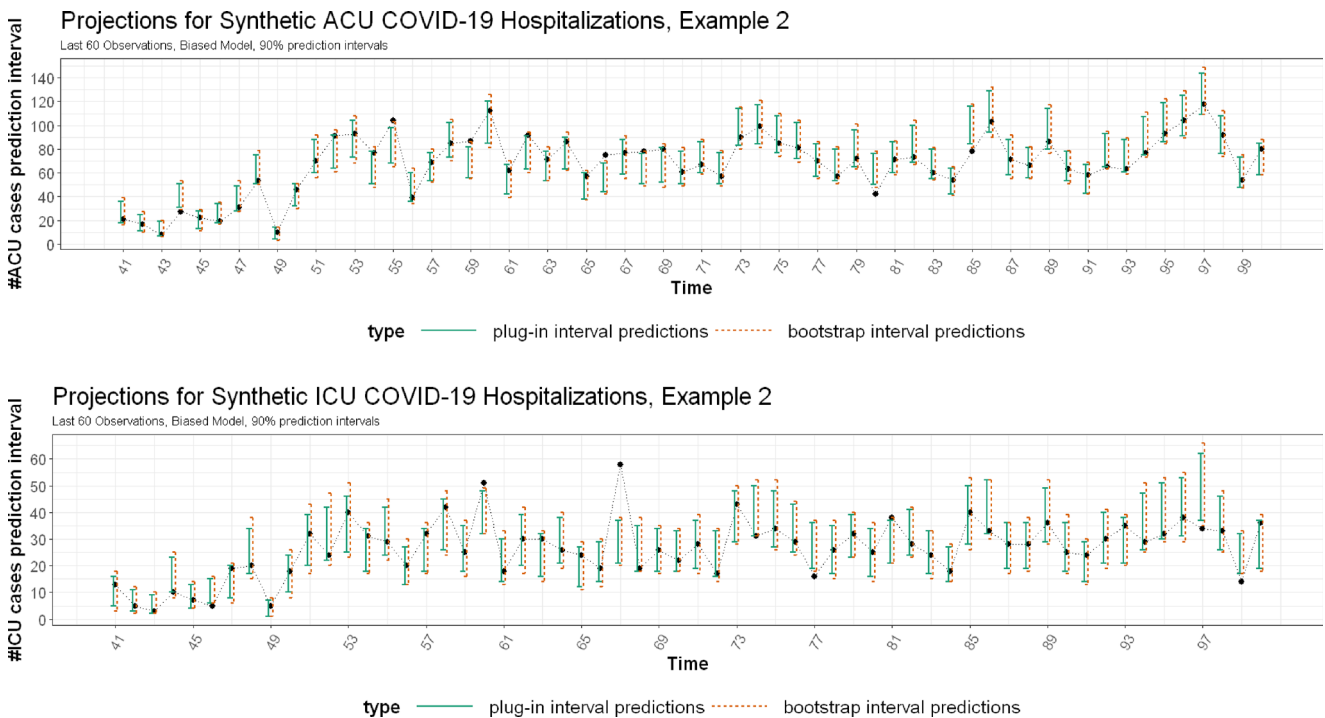 Projections for Synthetic ACU COVID-19 Hospitalizations, Example 2
Last 60 Observations, Biased Model, 90% prediction intervals
#ACU cases prediction interval
140
120
100
80
60
40
20
0
41 43 45 47 49 51 53 55 57 59 61 63 65 67 69 71 73 75 77 79 81 83 85 87 89 91 93 95 97 99
Time
type plug-in interval predictions bootstrap interval predictions
Projections for Synthetic ICU COVID-19 Hospitalizations, Example 2
Last 60 Observations, Biased Model, 90% prediction intervals
#ICU cases prediction interval
60
50
40
30
20
10
0
41 45 49 53 57 61 65 69 73 77 81 85 89 93 97
Time
type plug-in interval predictions bootstrap interval predictions